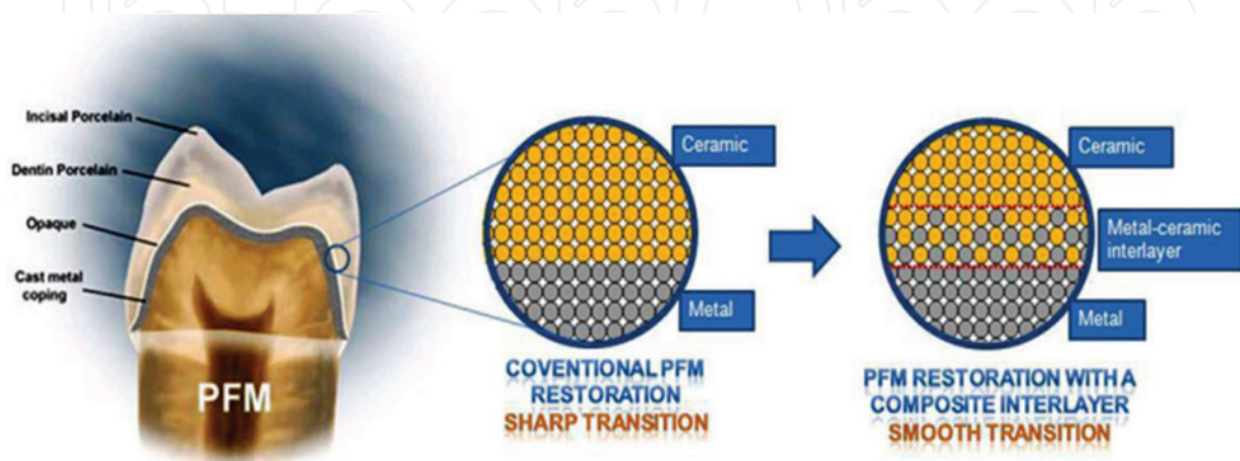 Incisal Porcelain
Dentin Porcelain
Opaque
Cast metal
coping
PFM
Ceramic
Metal
COVENTIONAL PFM
RESTORATION
SHARP TRANSITION
Ceramic
Metal-ceramic
interlayer
Metal
PFM RESTORATION WITH A
COMPOSITE INTERLAYER
SMOOTH TRANSITION